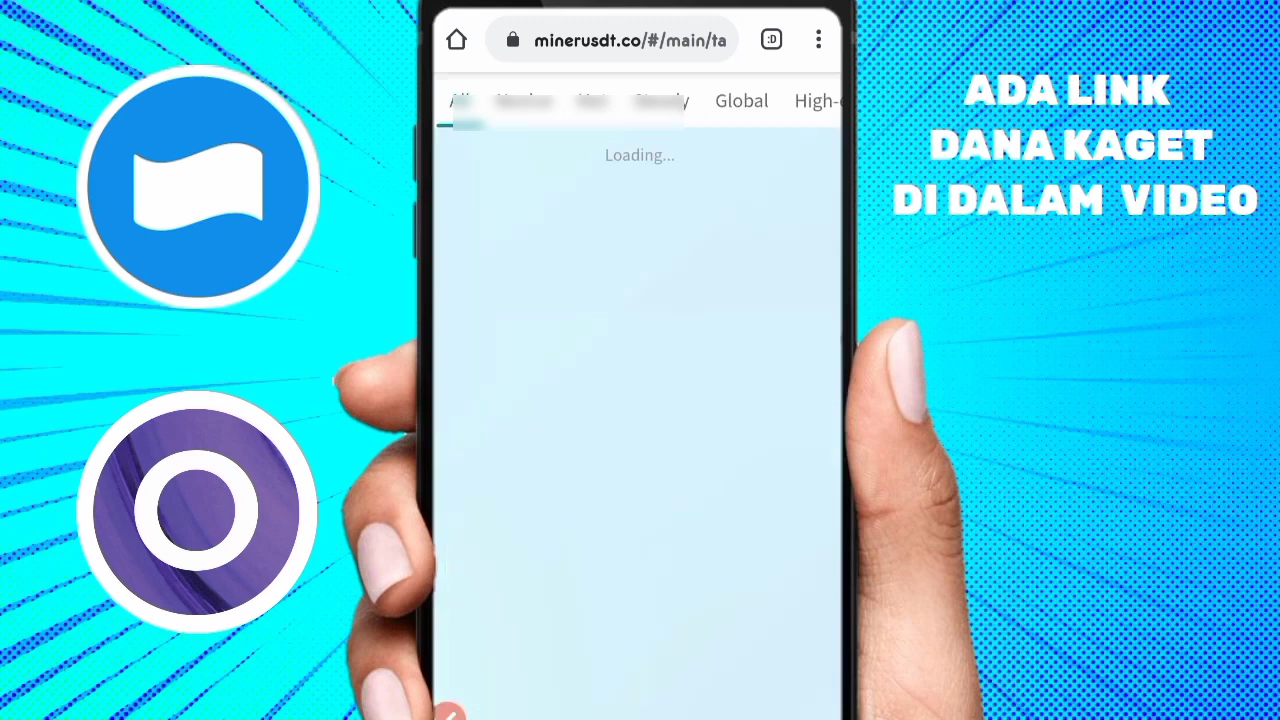 minerusdt.co/#/main/ta
:D
Global
High-
Loading...
ADA LINK
DANA KAGET
DI DALAM VIDEO